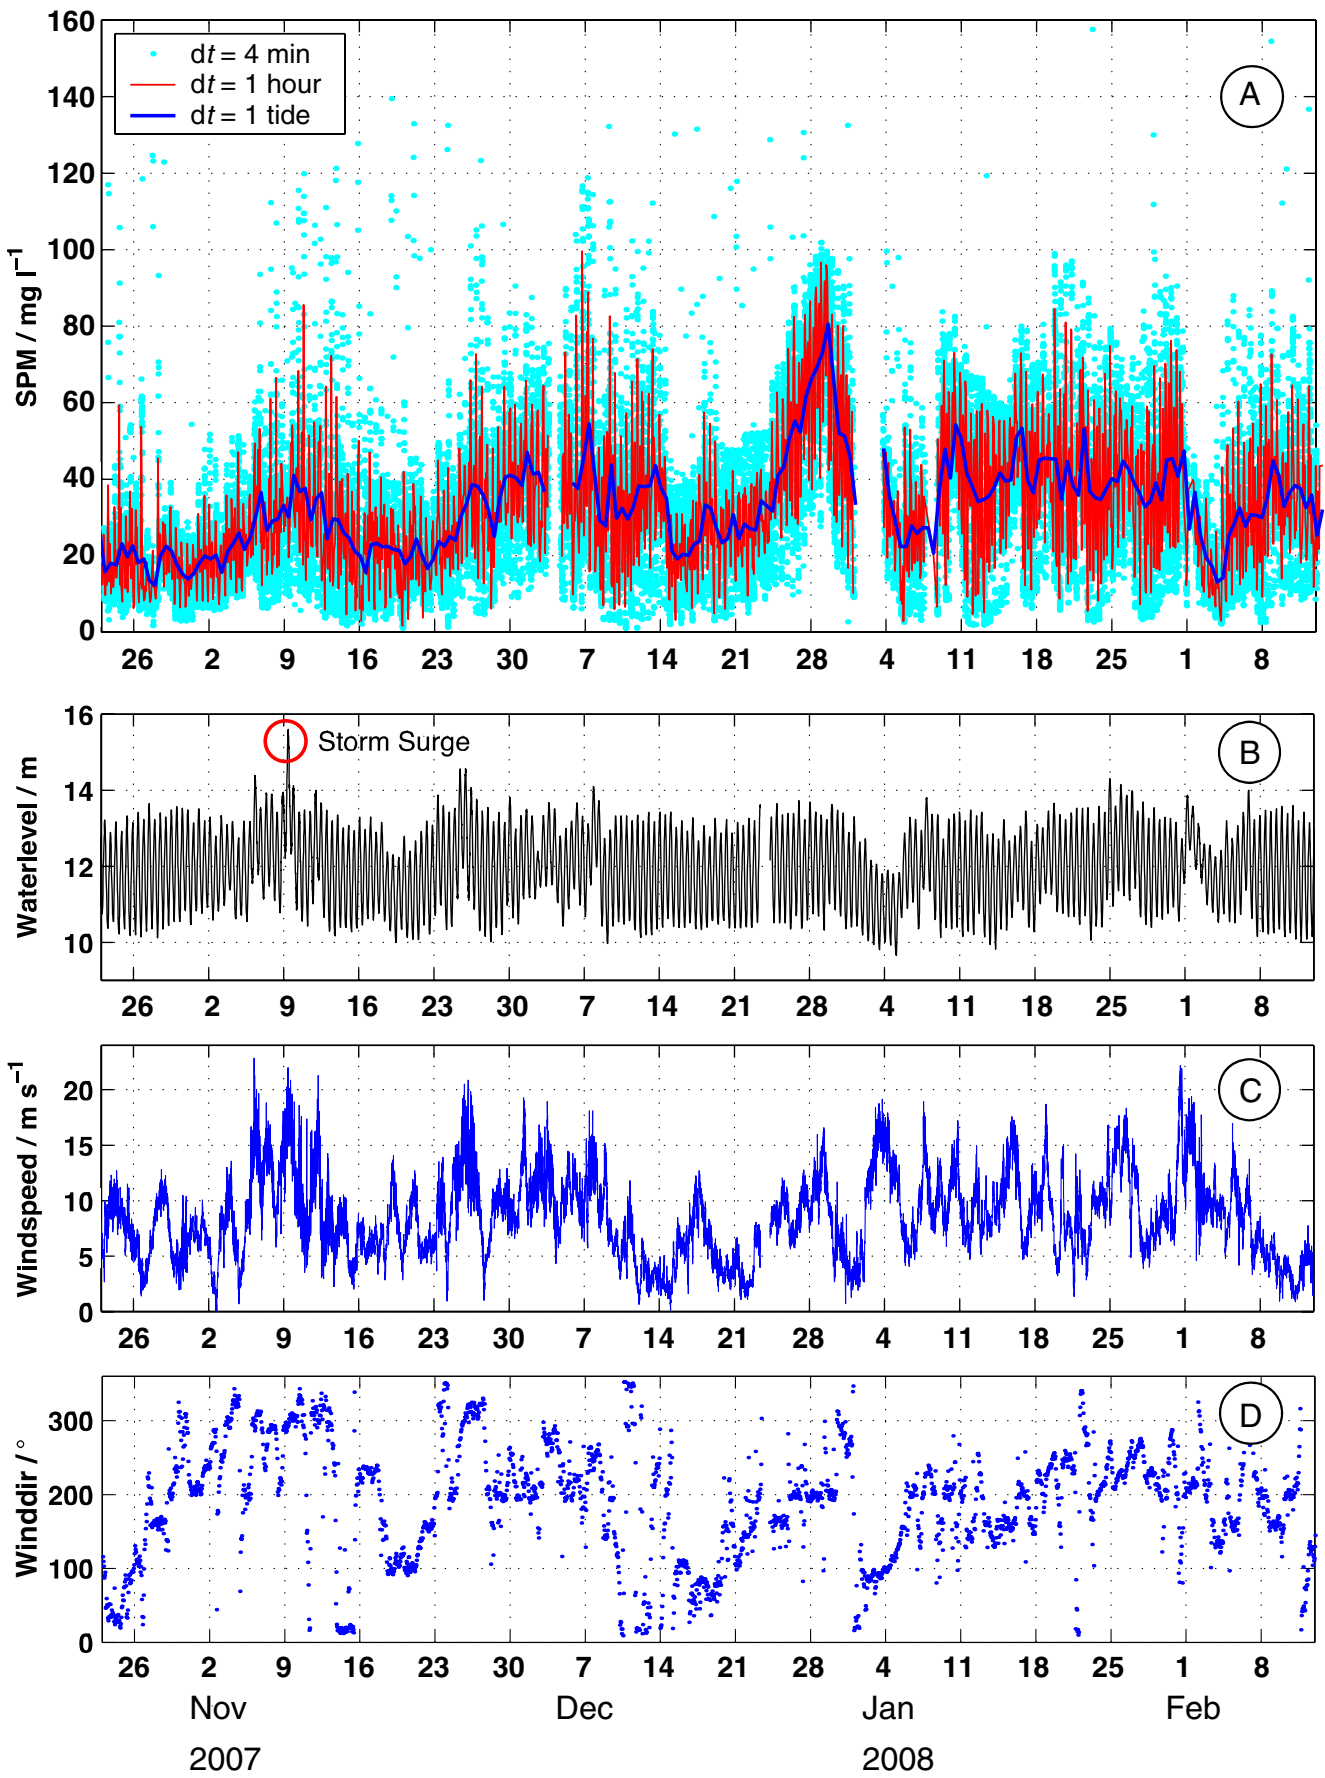 160
140
120
100
80
60
40
20
0
SPM / mg l⁻¹
dt = 4 min
dt = 1 hour
dt = 1 tide
A
26 2 9 16 23 30 7 14 21 28 4 11 18 25 1 8
16
14
12
10
Waterlevel / m
Storm Surge
B
26 2 9 16 23 30 7 14 21 28 4 11 18 25 1 8
20
15
10
5
0
Windspeed / m s⁻¹
C
26 2 9 16 23 30 7 14 21 28 4 11 18 25 1 8
300
200
100
0
Winddir / °
D
26 2 9 16 23 30 7 14 21 28 4 11 18 25 1 8
Nov Dec Jan Feb
2007 2008